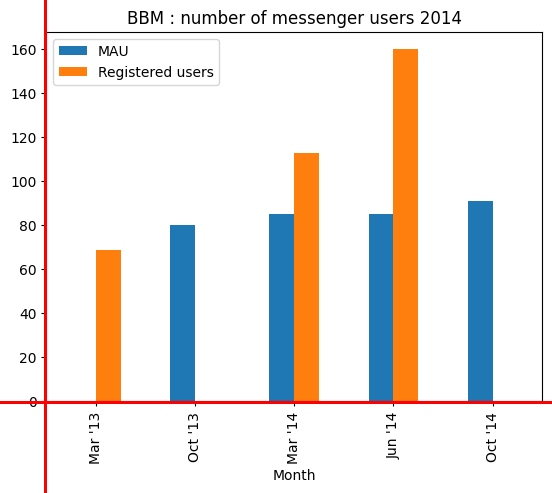 BBM : number of messenger users 2014
MAU
Registered users
160
140
120
100
80
60
40
20
0
Mar '13
Oct '13
Mar '14
Jun '14
Oct '14
Month